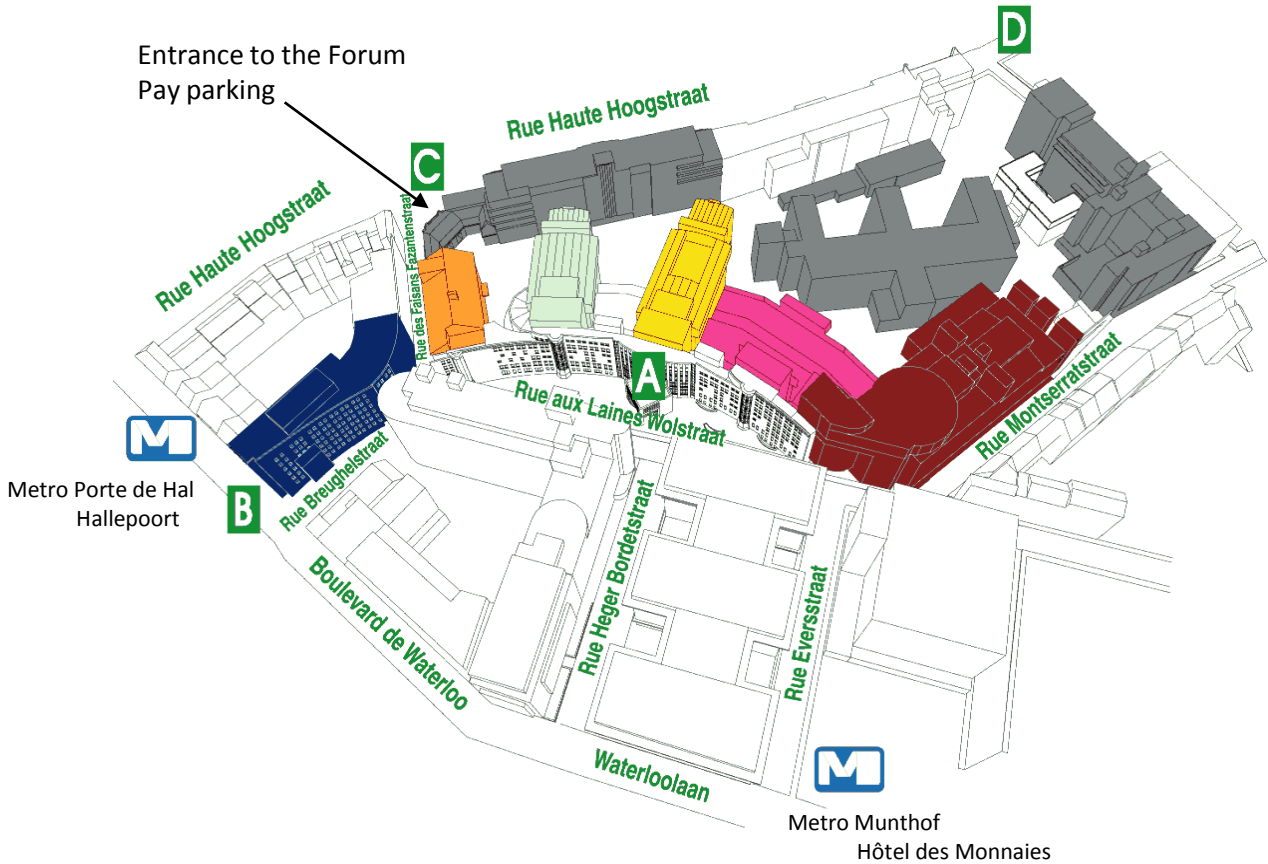 D
Entrance to the Forum
Pay parking
Rue Haute Hoogstraat
C
Rue Haute Hoogstraat
Rue des Faisans Fazantenstraat
A
Rue aux Laines Wolstraat
Rue Montserratstraat
M
Metro Porte de Hal
Hallepoort
B
Rue Breughelstraat
Boulevard de Waterloo
Rue Heger Bordetstraat
Rue Eversstraat
Waterloolaan
M
Metro Munthof
Hôtel des Monnaies